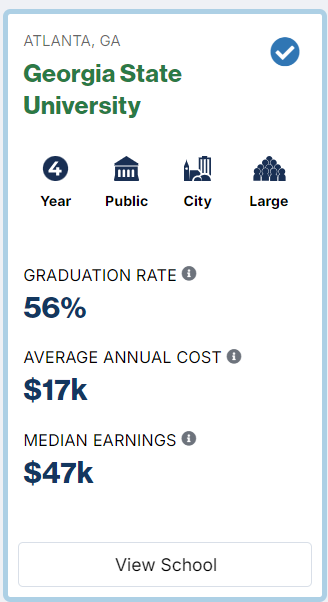 ATLANTA, GA
Georgia State
University
4
Year Public City Large
GRADUATION RATE
56%
AVERAGE ANNUAL COST
$17k
MEDIAN EARNINGS
$47k
View School